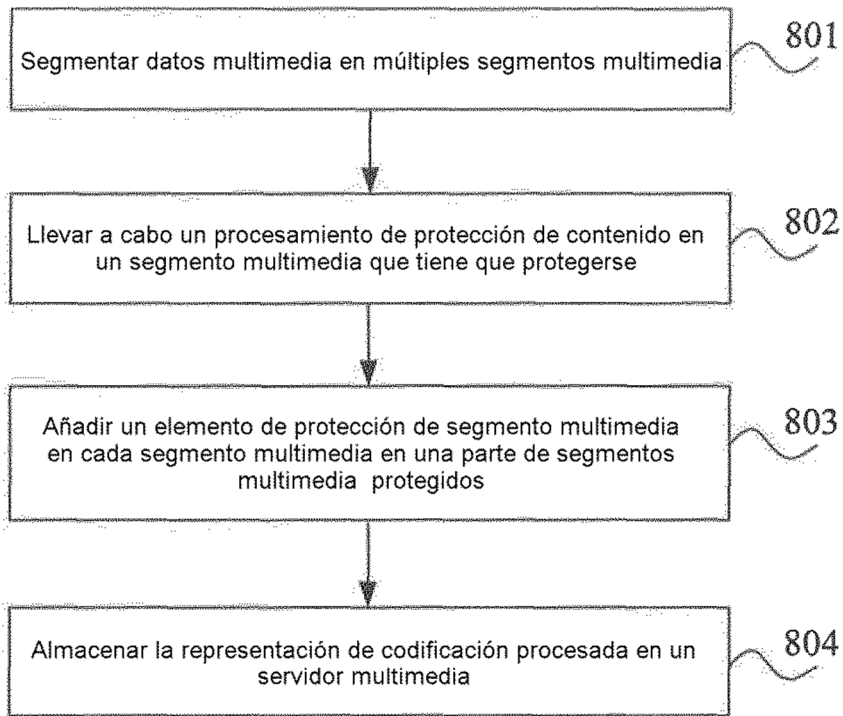 801
Segmentar datos multimedia en múltiples segmentos multimedia
802
Llevar a cabo un procesamiento de protección de contenido en
un segmento multimedia que tiene que protegerse
803
Añadir un elemento de protección de segmento multimedia
en cada segmento multimedia en una parte de segmentos
multimedia protegidos
804
Almacenar la representación de codificación procesada en un
servidor multimedia